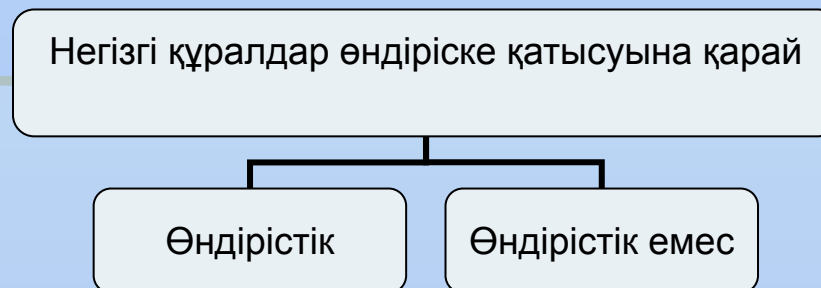 Негізгі құралдар өндіріске қатысуына қарай
Өндірістік
Өндірістік емес